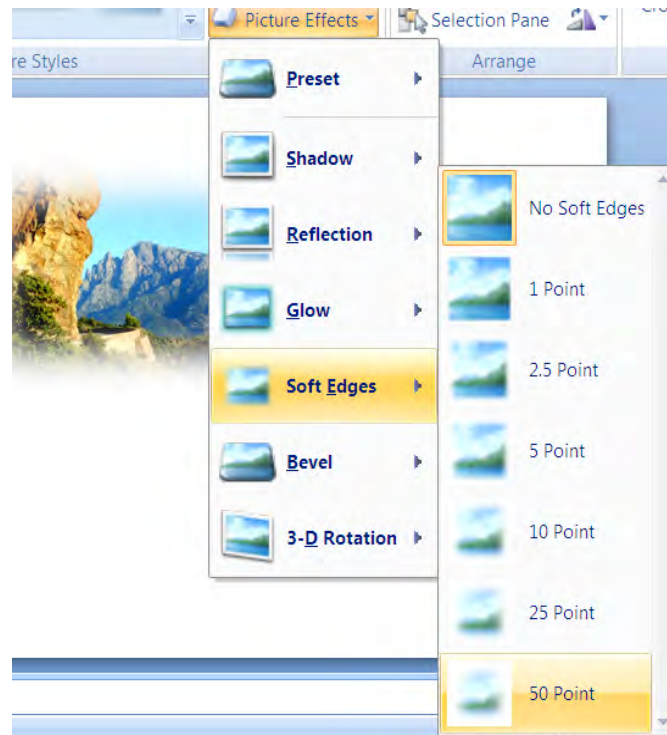 Picture Effects
Selection Pane
re Styles
Arrange
Preset
Shadow
Reflection
Glow
Soft Edges
Bevel
3-D Rotation
No Soft Edges
1 Point
2.5 Point
5 Point
10 Point
25 Point
50 Point